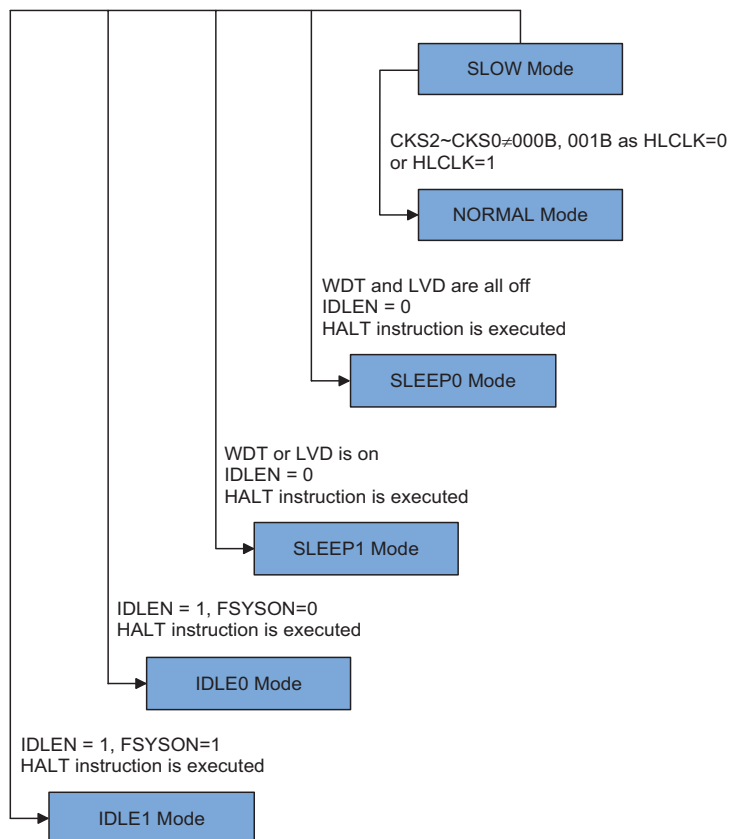 SLOW Mode
CKS2~CKS0≠000B, 001B as HLCLK=0
or HLCLK=1
NORMAL Mode
WDT and LVD are all off
IDLEN = 0
HALT instruction is executed
SLEEP0 Mode
WDT or LVD is on
IDLEN = 0
HALT instruction is executed
SLEEP1 Mode
IDLEN = 1, FSYSON=0
HALT instruction is executed
IDLE0 Mode
IDLEN = 1, FSYSON=1
HALT instruction is executed
IDLE1 Mode